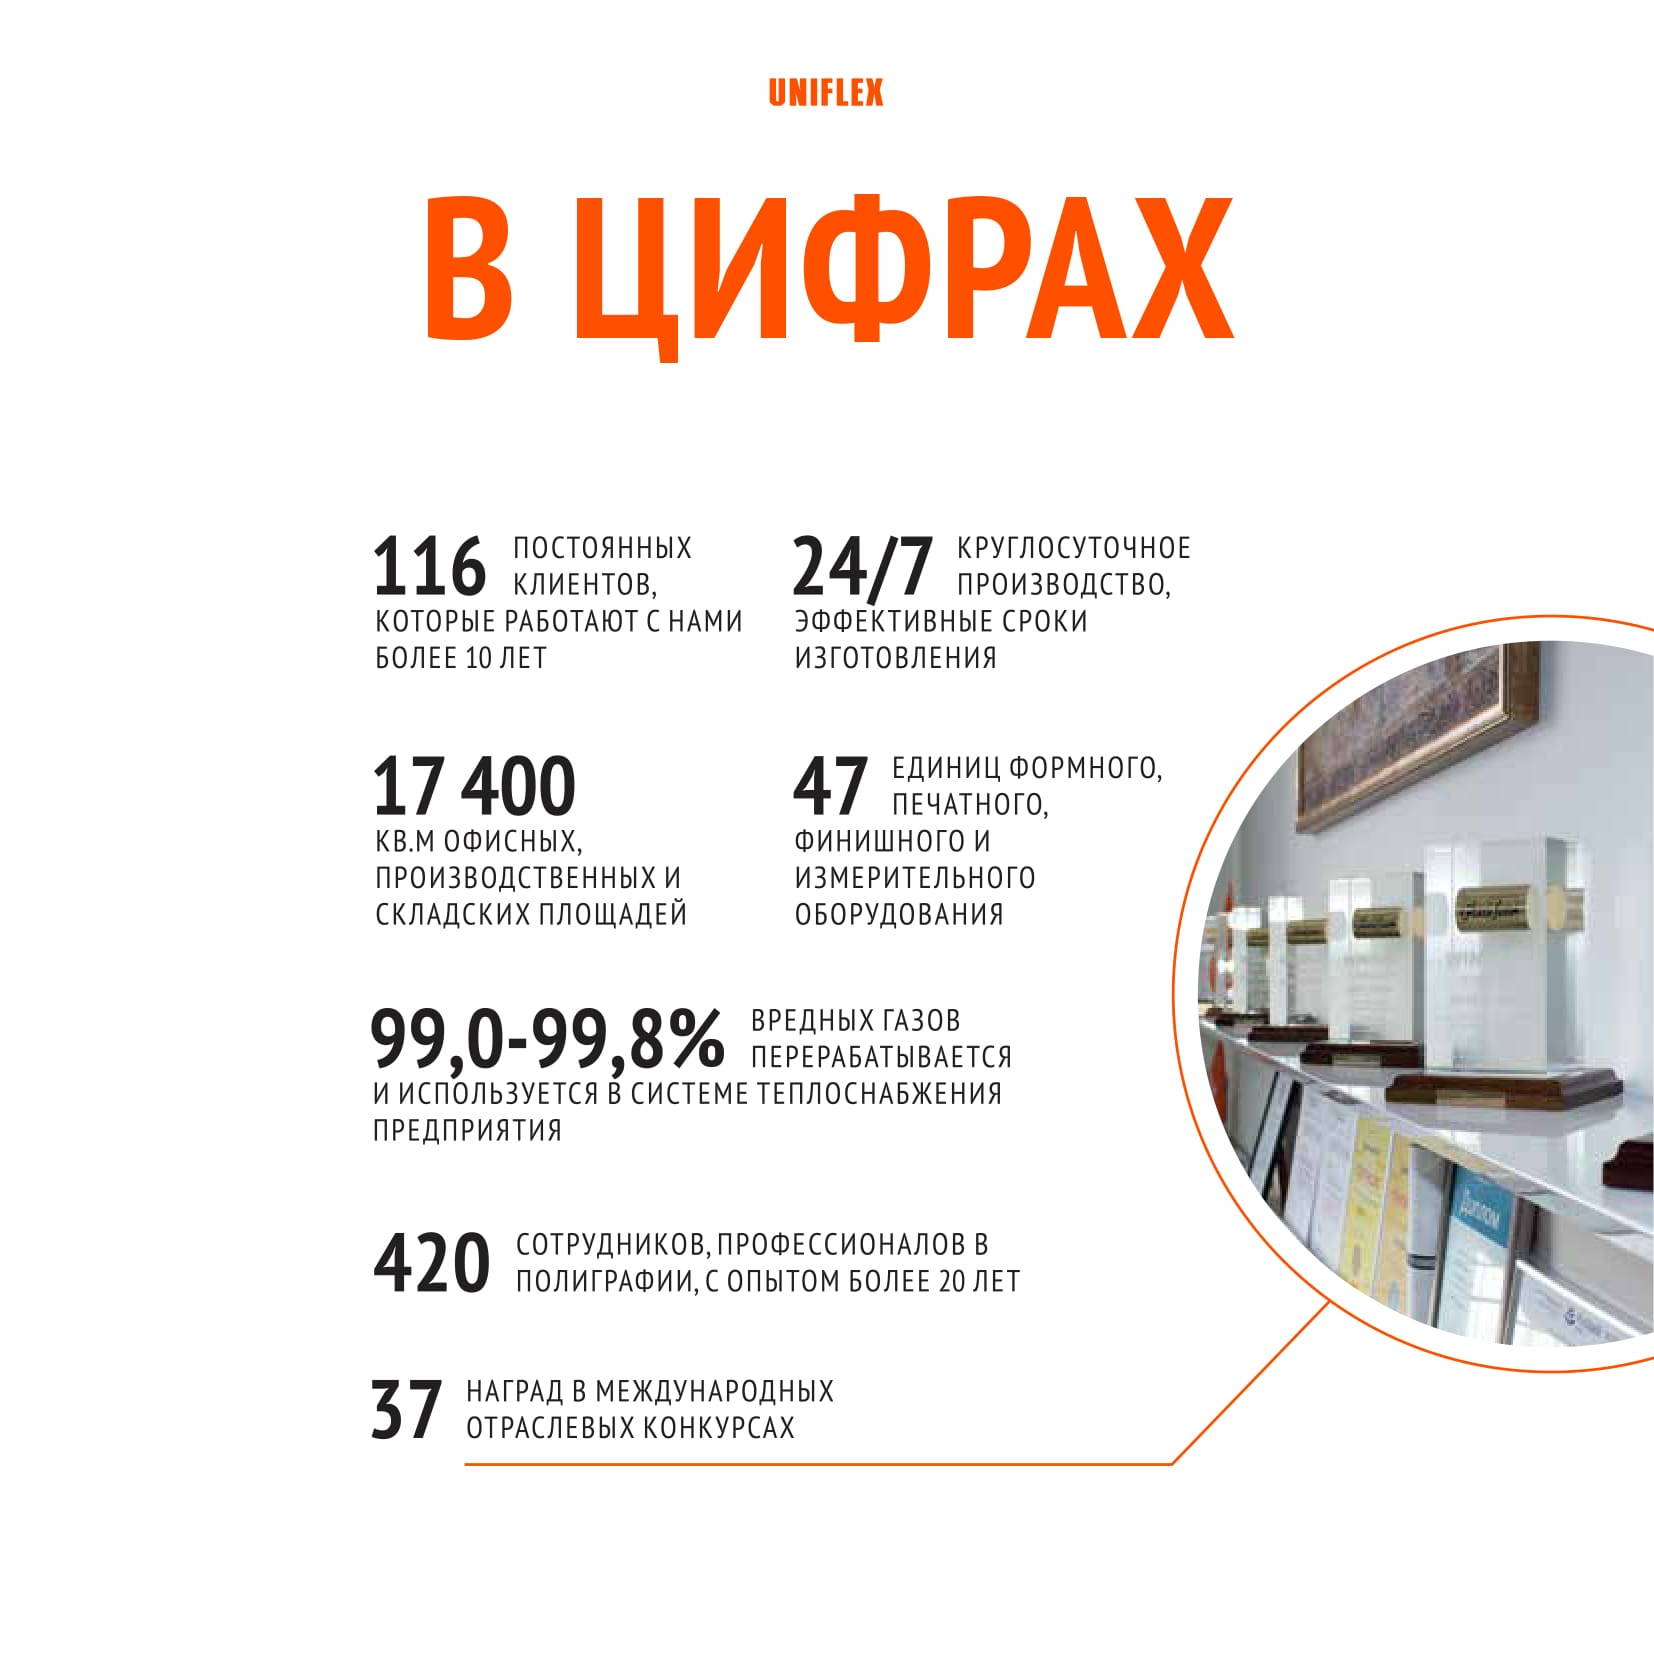 UNIFLEX
В ЦИФРАХ
116 ПОСТОЯННЫХ
КЛИЕНТОВ,
КОТОРЫЕ РАБОТАЮТ С НАМИ
БОЛЕЕ 10 ЛЕТ
24/7 КРУГЛОСУТОЧНОЕ
ПРОИЗВОДСТВО,
ЭФФЕКТИВНЫЕ СРОКИ
ИЗГОТОВЛЕНИЯ
17 400
КВ.М ОФИСНЫХ,
ПРОИЗВОДСТВЕННЫХ И
СКЛАДСКИХ ПЛОЩАДЕЙ
47 ЕДИНИЦ ФОРМНОГО,
ПЕЧАТНОГО,
ФИНИШНОГО И
ИЗМЕРИТЕЛЬНОГО
ОБОРУДОВАНИЯ
99,0-99,8% ВРЕДНЫХ ГАЗОВ
ПЕРЕРАБАТЫВАЕТСЯ
И ИСПОЛЬЗУЕТСЯ В СИСТЕМЕ ТЕПЛОСНАБЖЕНИЯ
ПРЕДПРИЯТИЯ
420 СОТРУДНИКОВ, ПРОФЕССИОНАЛОВ В
ПОЛИГРАФИИ, С ОПЫТОМ БОЛЕЕ 20 ЛЕТ
37 НАГРАД В МЕЖДУНАРОДНЫХ
ОТРАСЛЕВЫХ КОНКУРСАХ
Диплом